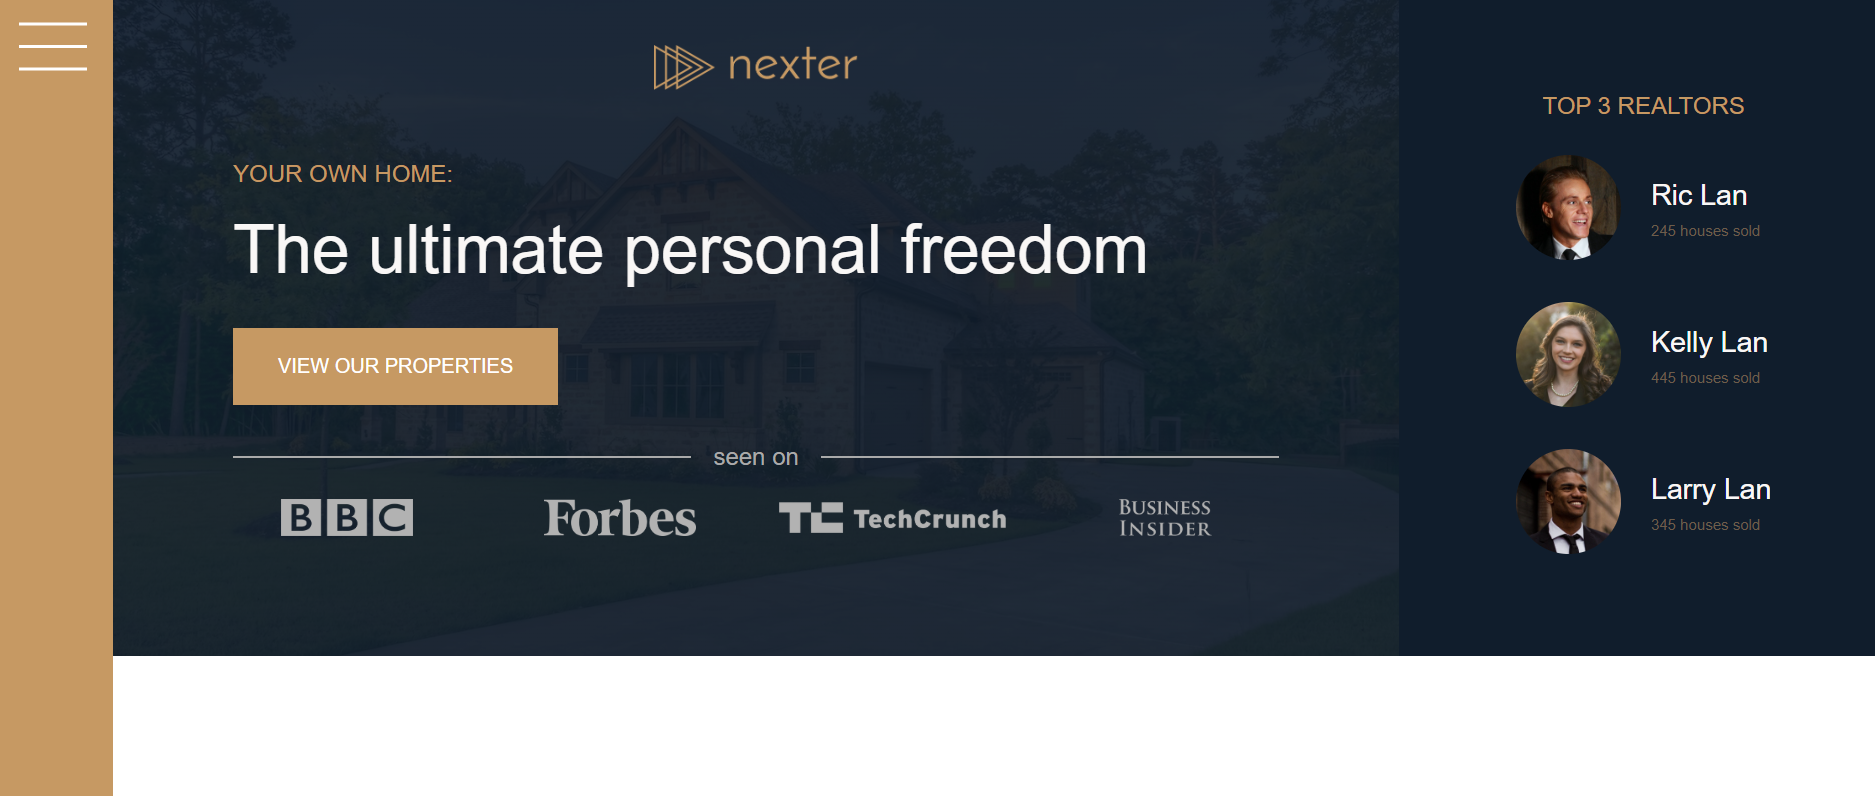 nexter
YOUR OWN HOME:
The ultimate personal freedom
VIEW OUR PROPERTIES
seen on
BBC
Forbes
TC TechCrunch
BUSINESS
INSIDER
TOP 3 REALTORS
Ric Lan
245 houses sold
Kelly Lan
445 houses sold
Larry Lan
345 houses sold